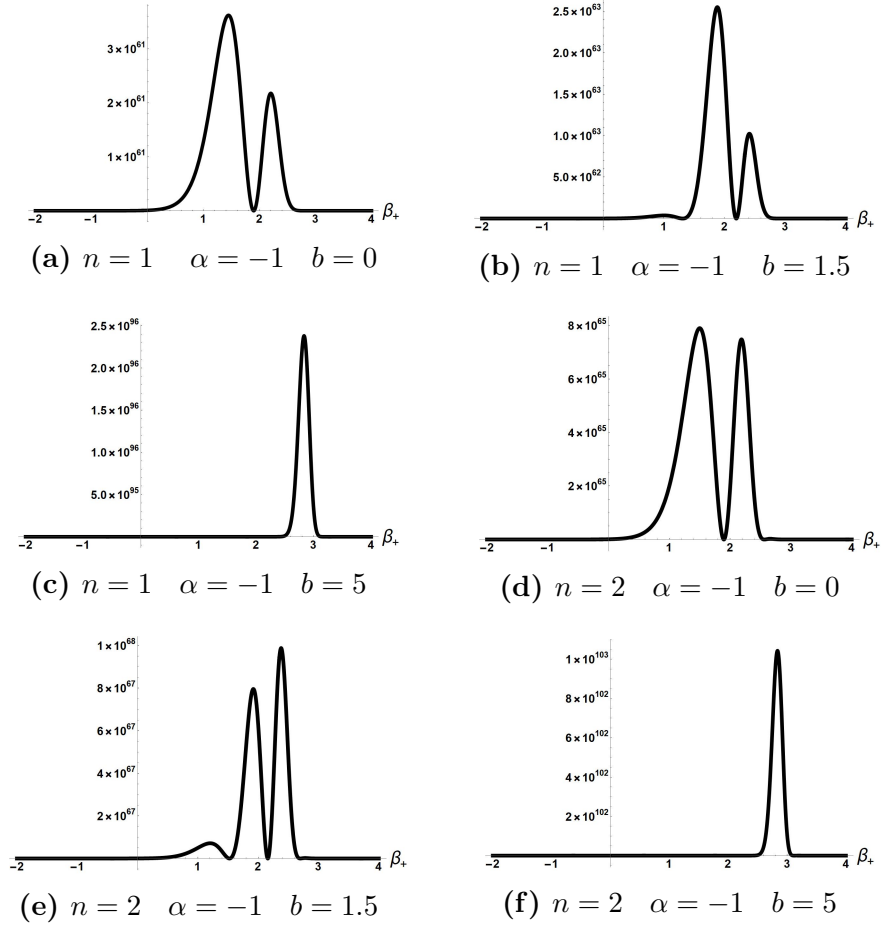 3×10^61
2×10^61
1×10^61
-2 -1 1 2 3 4 β₊
(a) n = 1 α = −1 b = 0
2.5×10^63
2.0×10^63
1.5×10^63
1.0×10^63
5.0×10^62
-2 -1 1 2 3 4 β₊
(b) n = 1 α = −1 b = 1.5
2.5×10^96
2.0×10^96
1.5×10^96
1.0×10^96
5.0×10^95
-2 -1 1 2 3 4 β₊
(c) n = 1 α = −1 b = 5
8×10^65
6×10^65
4×10^65
2×10^65
-2 -1 1 2 3 4 β₊
(d) n = 2 α = −1 b = 0
1×10^68
8×10^67
6×10^67
4×10^67
2×10^67
-2 -1 1 2 3 4 β₊
(e) n = 2 α = −1 b = 1.5
1×10^103
8×10^102
6×10^102
4×10^102
2×10^102
-2 -1 1 2 3 4 β₊
(f) n = 2 α = −1 b = 5